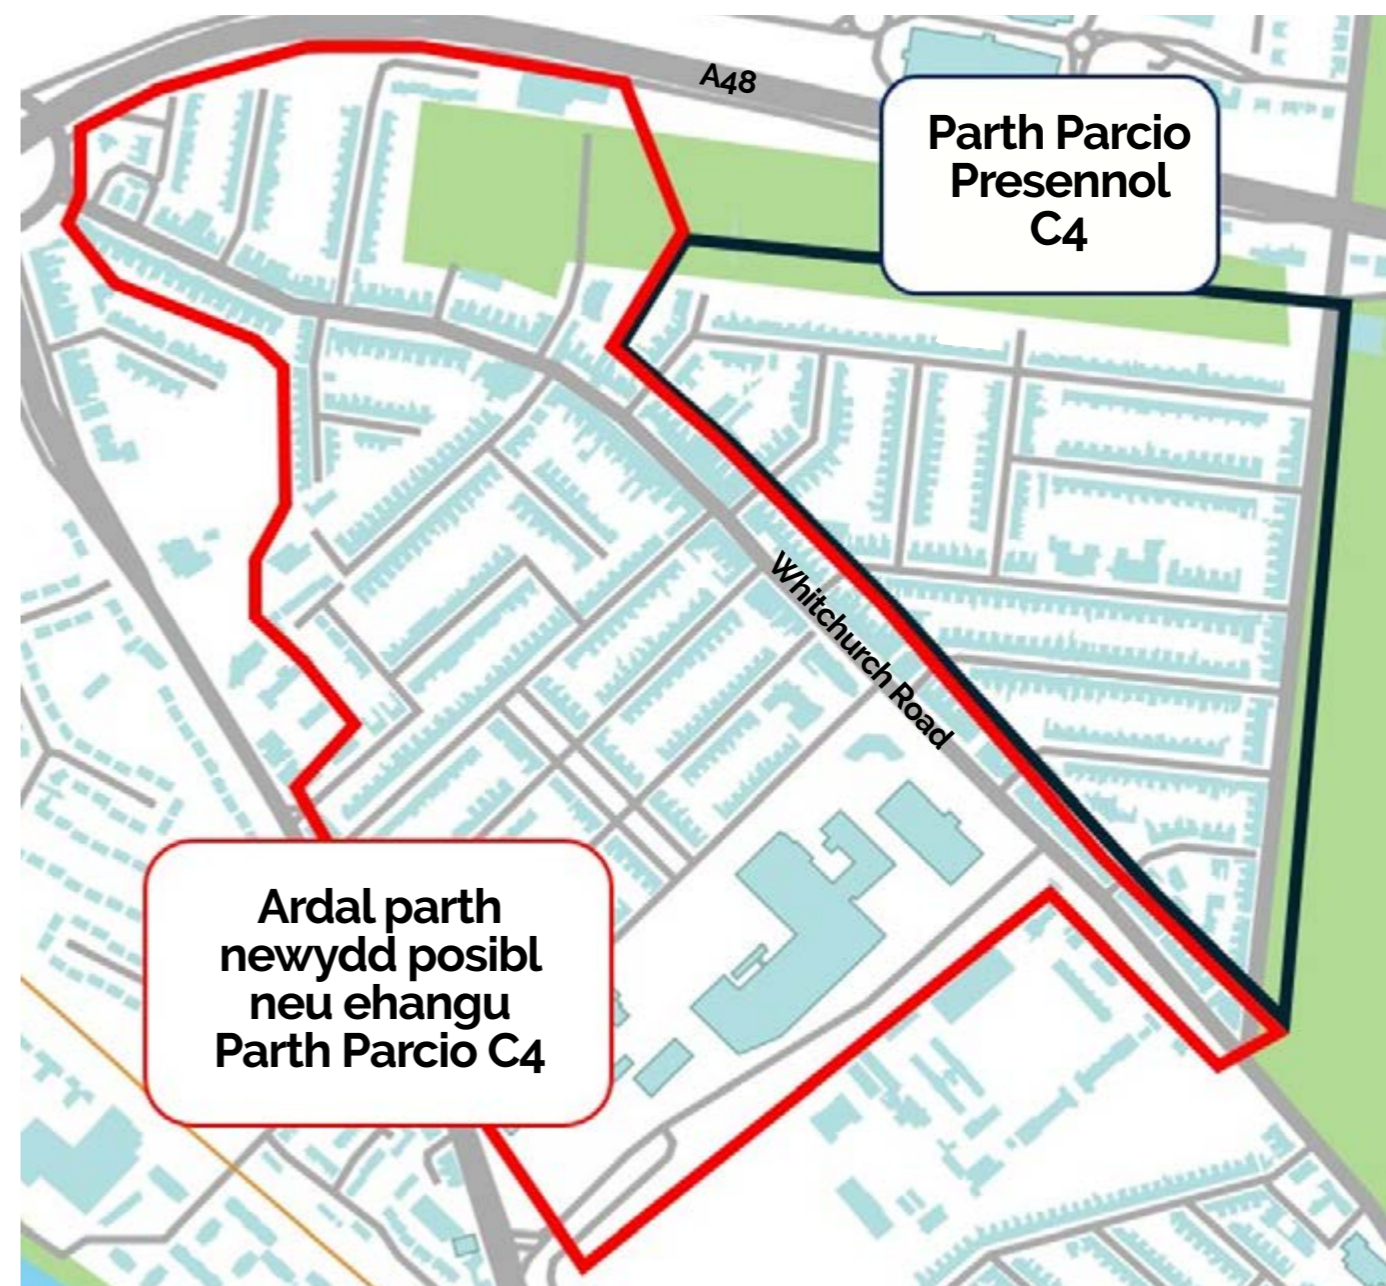 A48
Parth Parcio
Presennol
C4
Whitchurch Road
Ardal parth
newydd posibl
neu ehangu
Parth Parcio C4